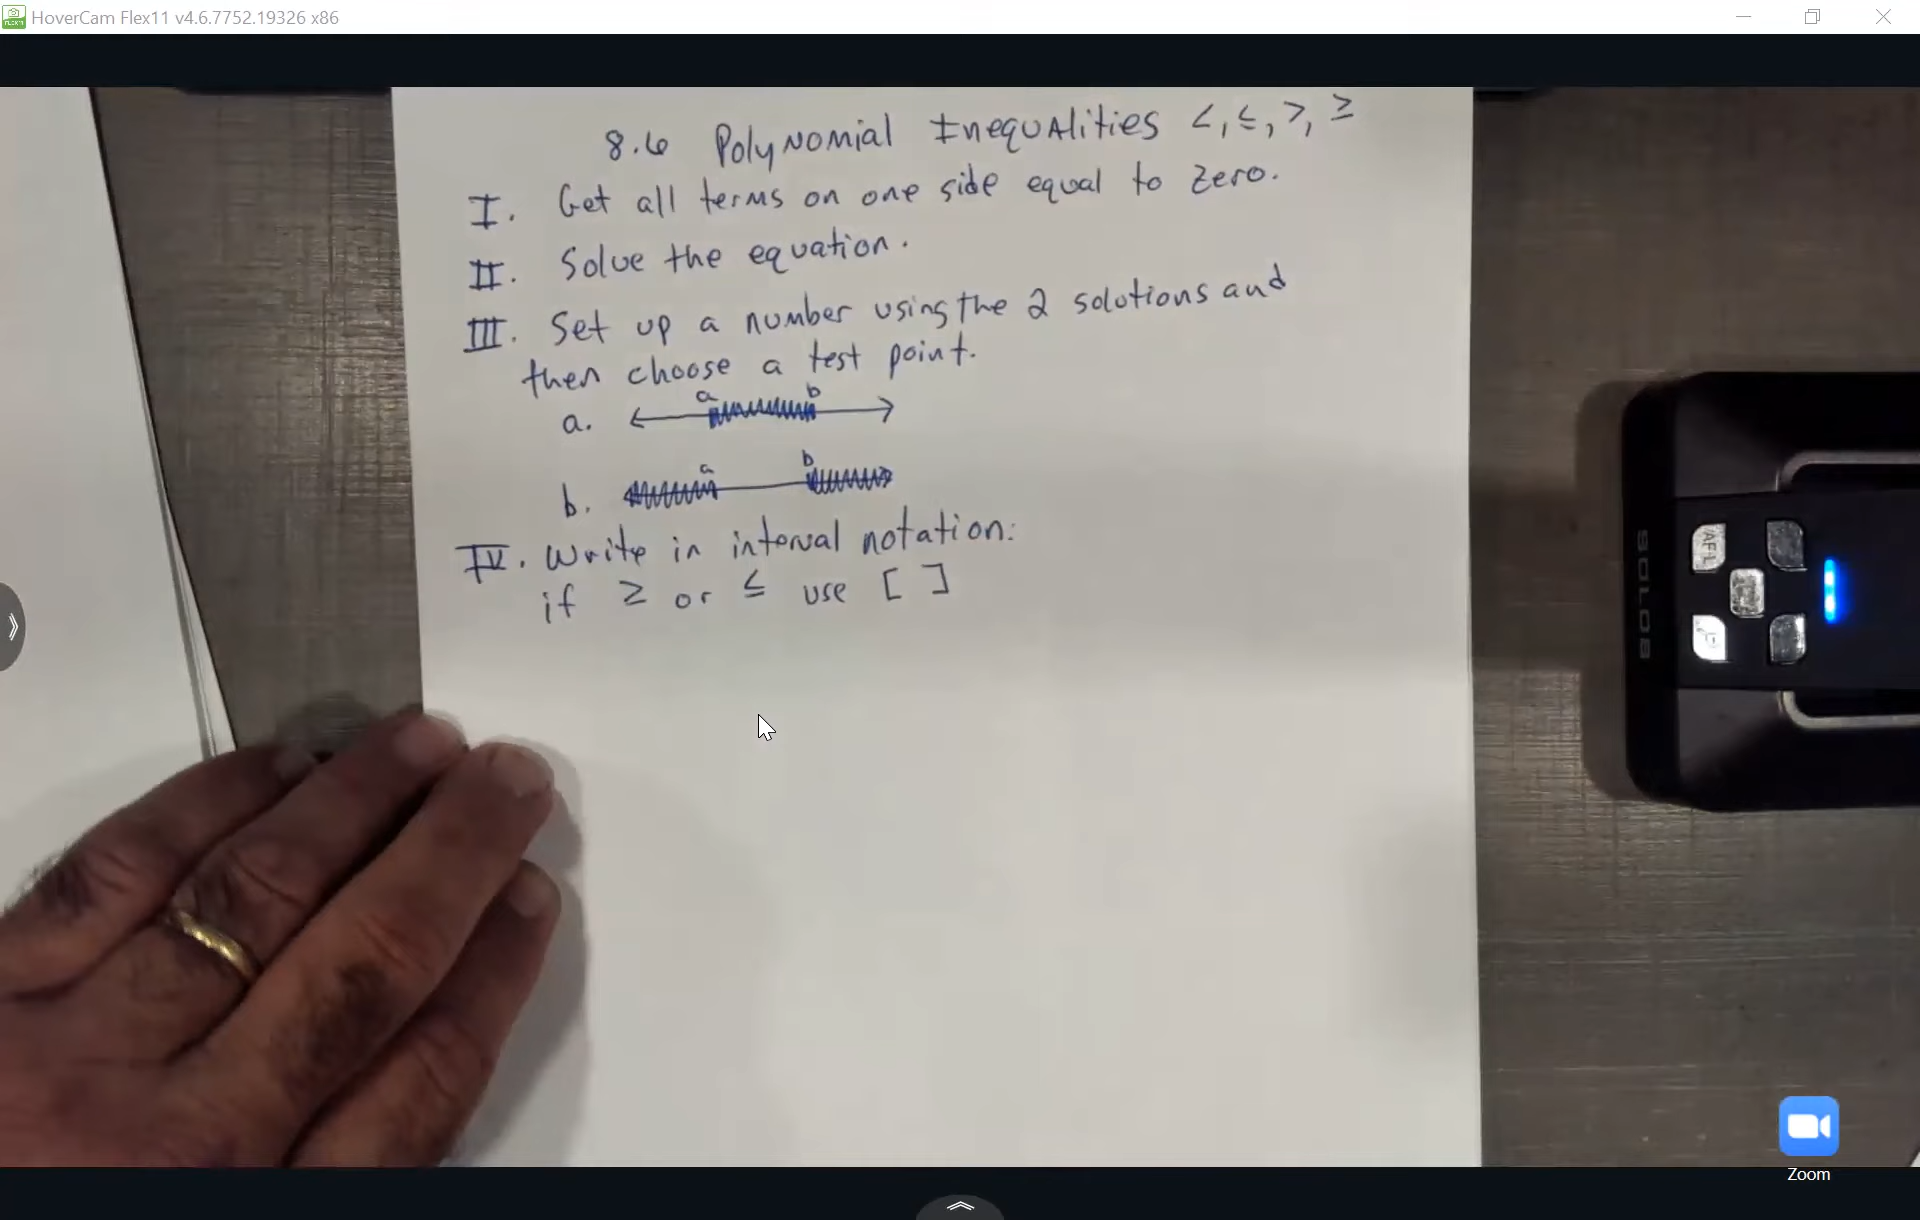 HoverCam Flex11 v4.6.7752.19326 x86
8.6 Polynomial Inequalities <, ≤, >, ≥
I. Get all terms on one side equal to zero.
II. Solve the equation.
III. Set up a number using the 2 solutions and
then choose a test point.
a b
a.
a b
b.
IV. Write in interval notation:
if ≥ or ≤ use [ ]
SOLO8
AF-L
Zoom